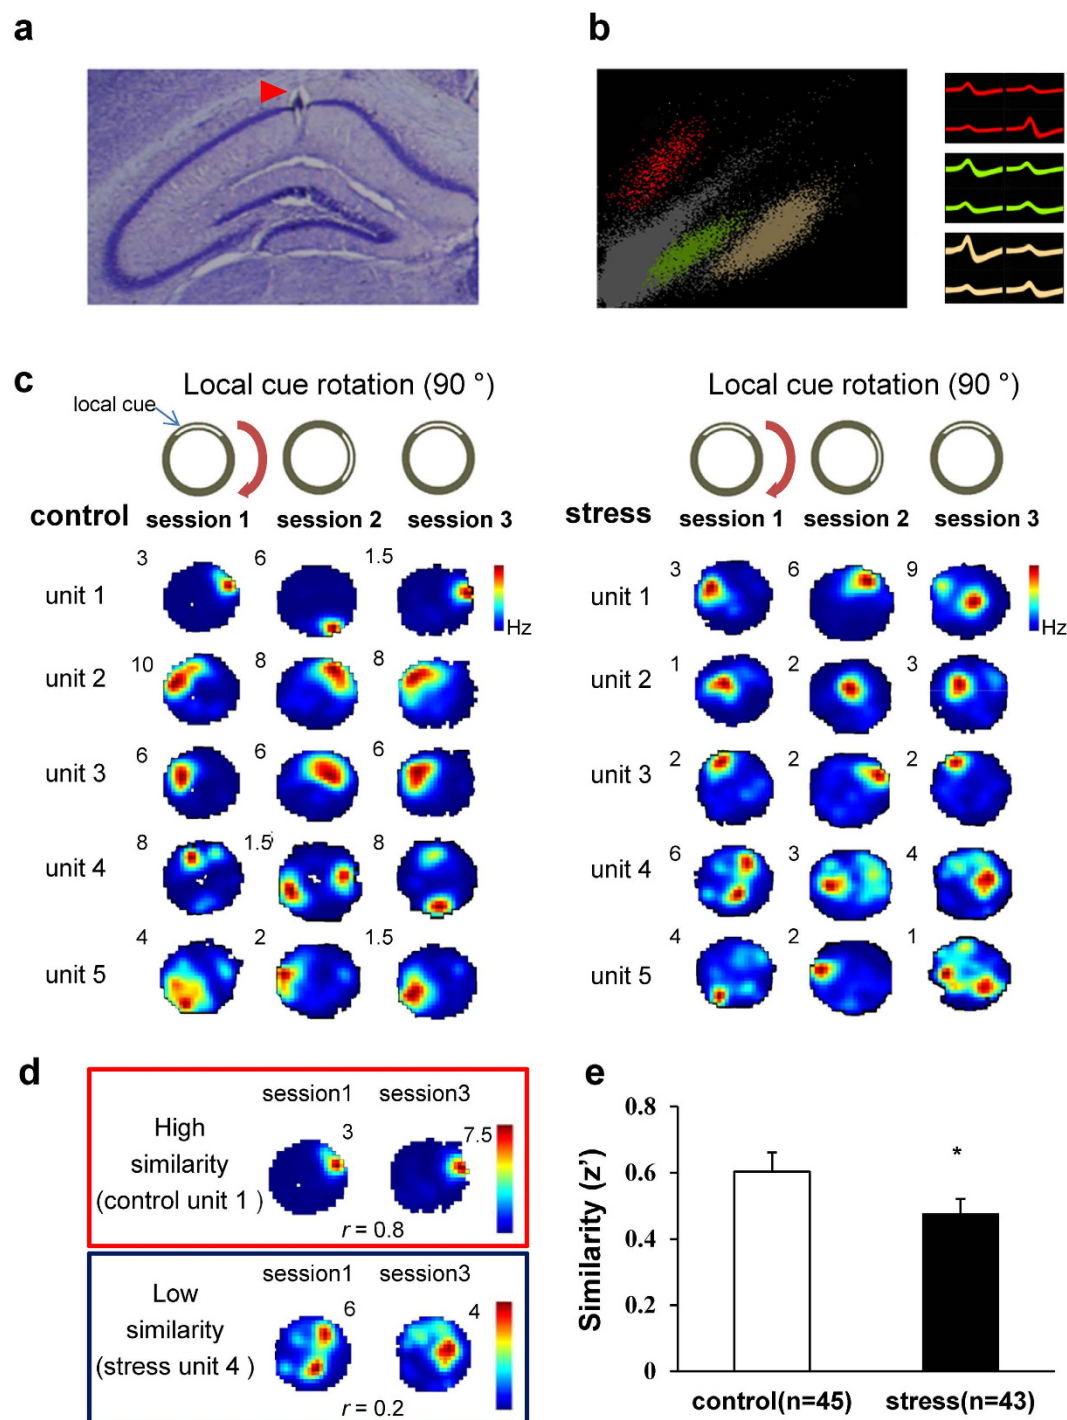 a
b
c
Local cue rotation (90 °)
local cue
control
session 1
session 2
session 3
unit 1
3
6
1.5
Hz
unit 2
10
8
8
unit 3
6
6
6
unit 4
8
1.5
8
unit 5
4
2
1.5
Local cue rotation (90 °)
stress
session 1
session 2
session 3
unit 1
3
6
9
Hz
unit 2
1
2
3
unit 3
2
2
2
unit 4
6
3
4
unit 5
4
2
1
d
High
similarity
(control unit 1 )
session1
session3
3
7.5
r = 0.8
Low
similarity
(stress unit 4 )
session1
session3
6
4
r = 0.2
e
Similarity (z’)
0.8
0.6
0.4
0.2
0
*
control(n=45)
stress(n=43)